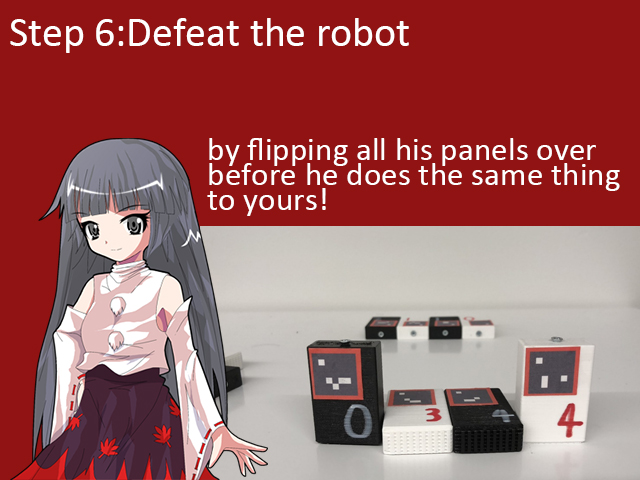 Step 6:Defeat the robot
by flipping all his panels over
before he does the same thing
to yours!
0
3
4
4